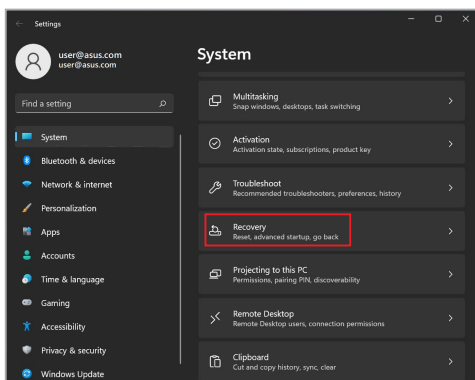 Settings
user@asus.com
user@asus.com
Find a setting
System
Bluetooth & devices
Network & internet
Personalization
Apps
Accounts
Time & language
Gaming
Accessibility
Privacy & security
Windows Update
System
Multitasking
Snap windows, desktops, task switching
Activation
Activation state, subscriptions, product key
Troubleshoot
Recommended troubleshooters, preferences, history
Recovery
Reset, advanced startup, go back
Projecting to this PC
Permissions, pairing PIN, discoverability
Remote Desktop
Remote Desktop users, connection permissions
Clipboard
Cut and copy history, sync, clear